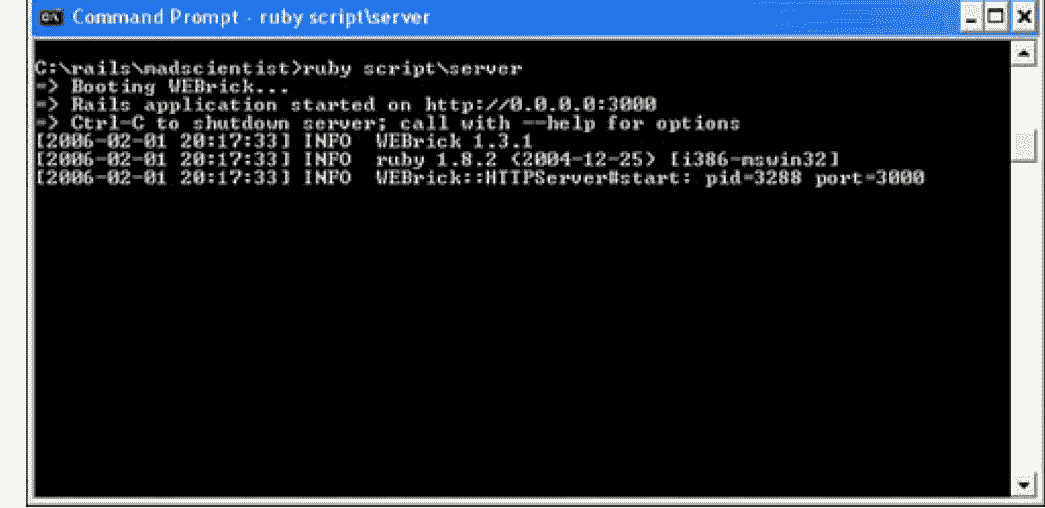 Command Prompt - ruby script\server
C:\rails\madscientist>ruby script\server
=> Booting WEBrick...
=> Rails application started on http://0.0.0.0:3000
=> Ctrl-C to shutdown server; call with --help for options
[2006-02-01 20:17:33] INFO  WEBrick 1.3.1
[2006-02-01 20:17:33] INFO  ruby 1.8.2 (2004-12-25) [i386-mswin32]
[2006-02-01 20:17:33] INFO  WEBrick::HTTPServer#start: pid=3288 port=3000